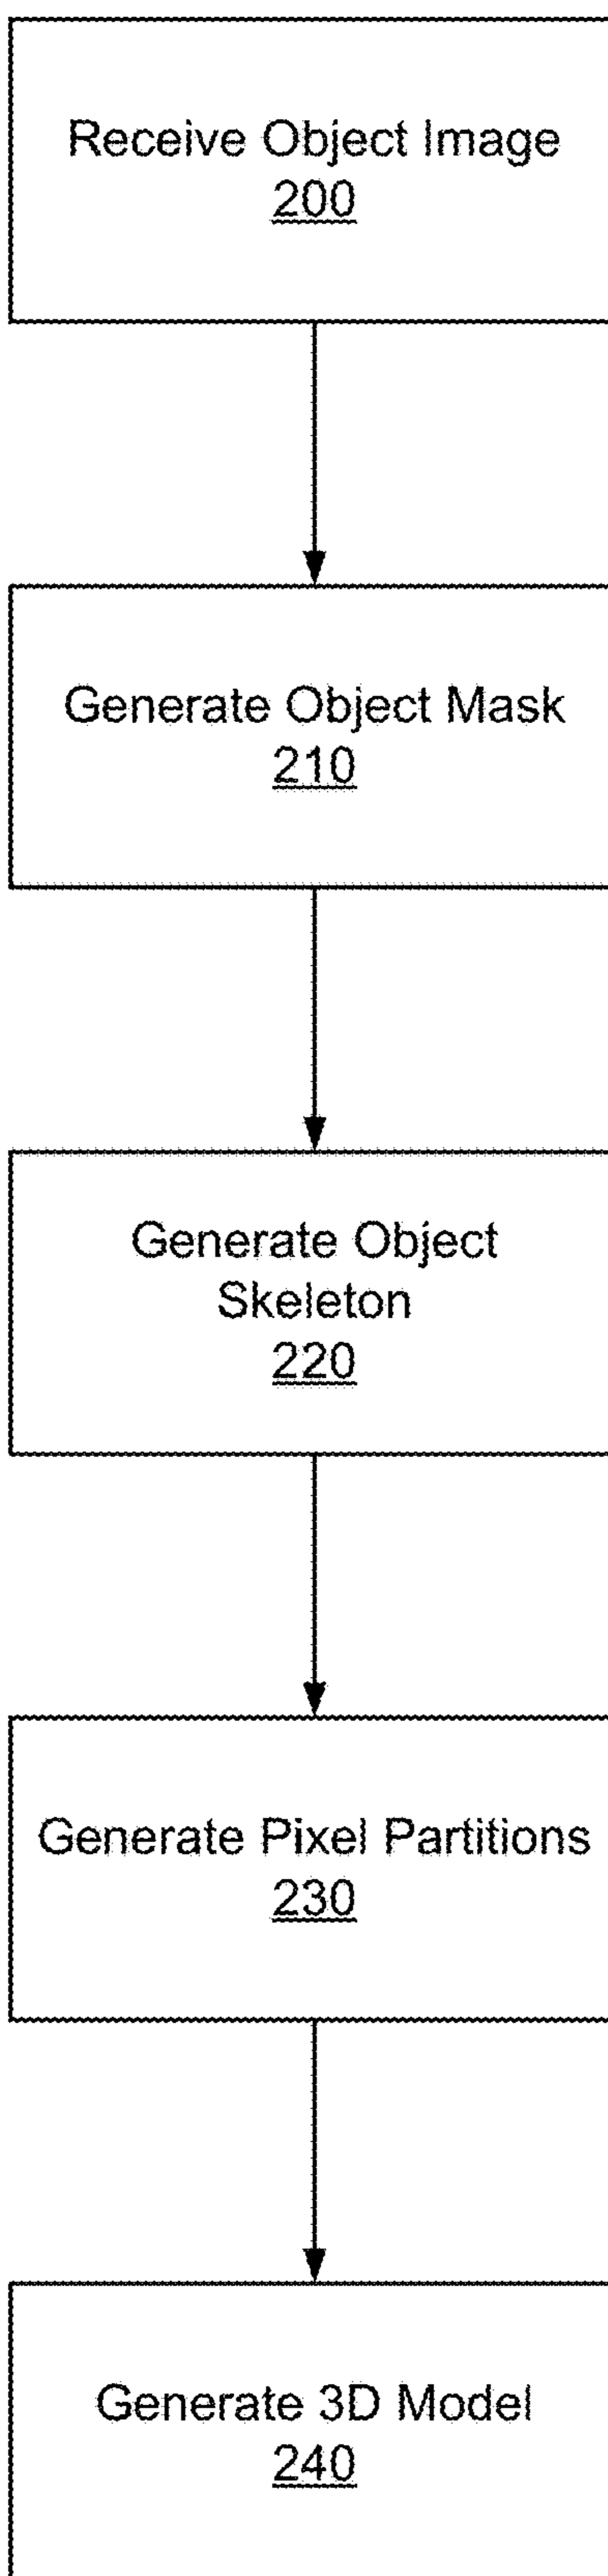 Receive Object Image
200
Generate Object Mask
210
Generate Object
Skeleton
220
Generate Pixel Partitions
230
Generate 3D Model
240